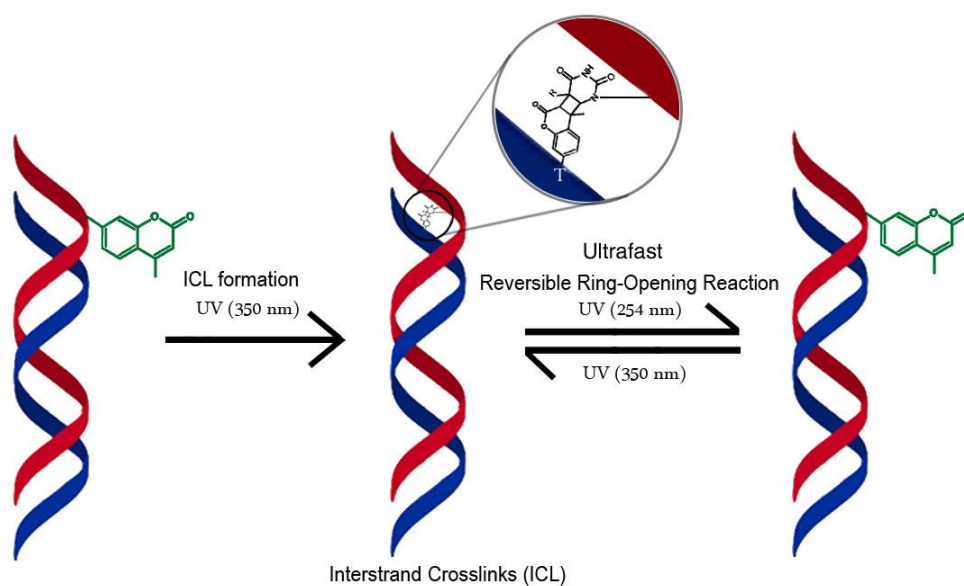 O
NH
O
R'
N
O
O
T
O
O
O
O
ICL formation
UV (350 nm)
Ultrafast
Reversible Ring-Opening Reaction
UV (254 nm)
UV (350 nm)
Interstrand Crosslinks (ICL)